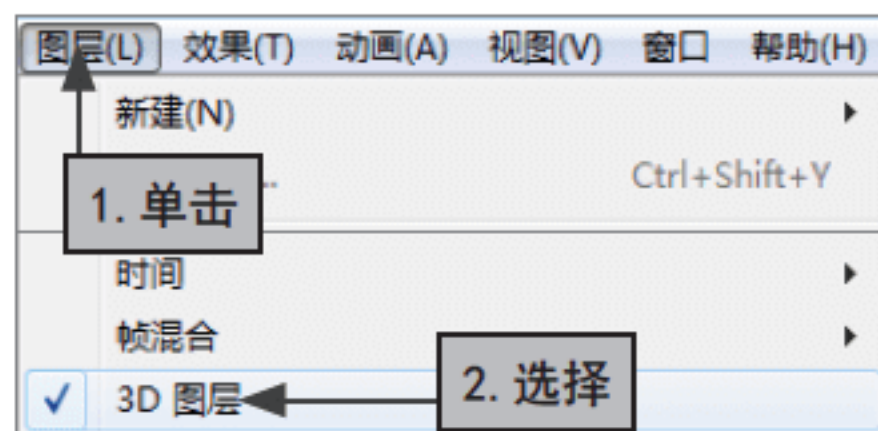 图层(L) 效果(T) 动画(A) 视图(V) 窗口 帮助(H)
新建(N)
Ctrl+Shift+Y
1. 单击
时间
帧混合
3D 图层
2. 选择